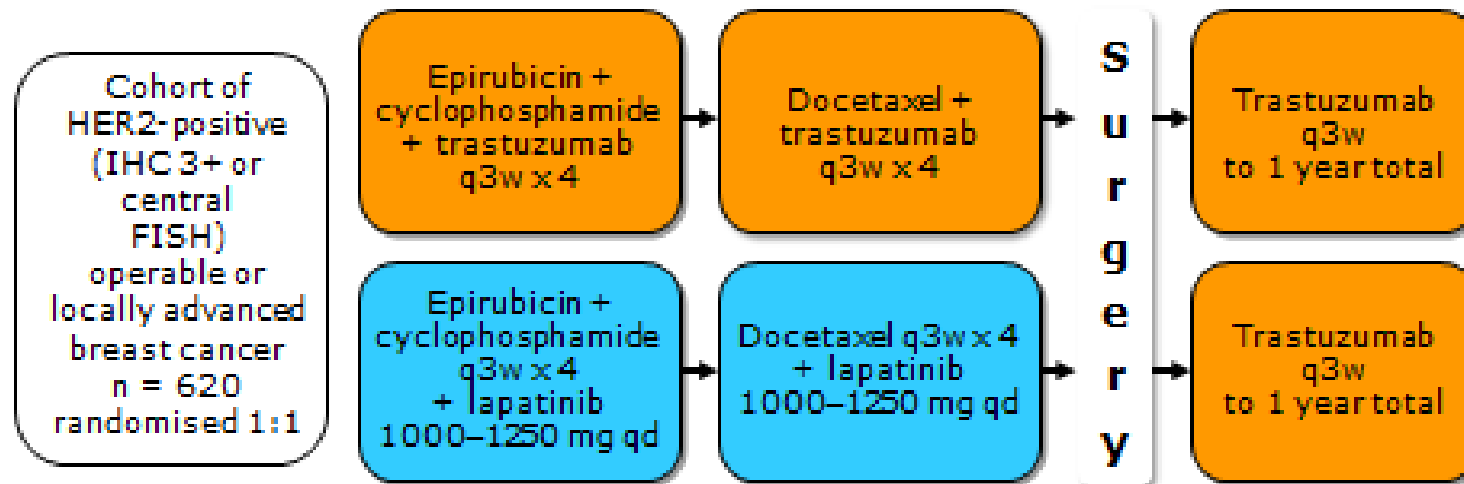 Cohort of
HER2-positive
(IHC 3+ or
central
FISH)
operable or
locally advanced
breast cancer
n = 620
randomised 1:1
Epirubicin +
cyclophosphamide
+ trastuzumab
q3w x 4
Docetaxel +
trastuzumab
q3w x 4
Surgery
Trastuzumab
q3w
to 1 year total
Epirubicin +
cyclophosphamide
q3w x 4
+ lapatinib
1000–1250 mg qd
Docetaxel q3w x 4
+ lapatinib
1000–1250 mg qd
Trastuzumab
q3w
to 1 year total